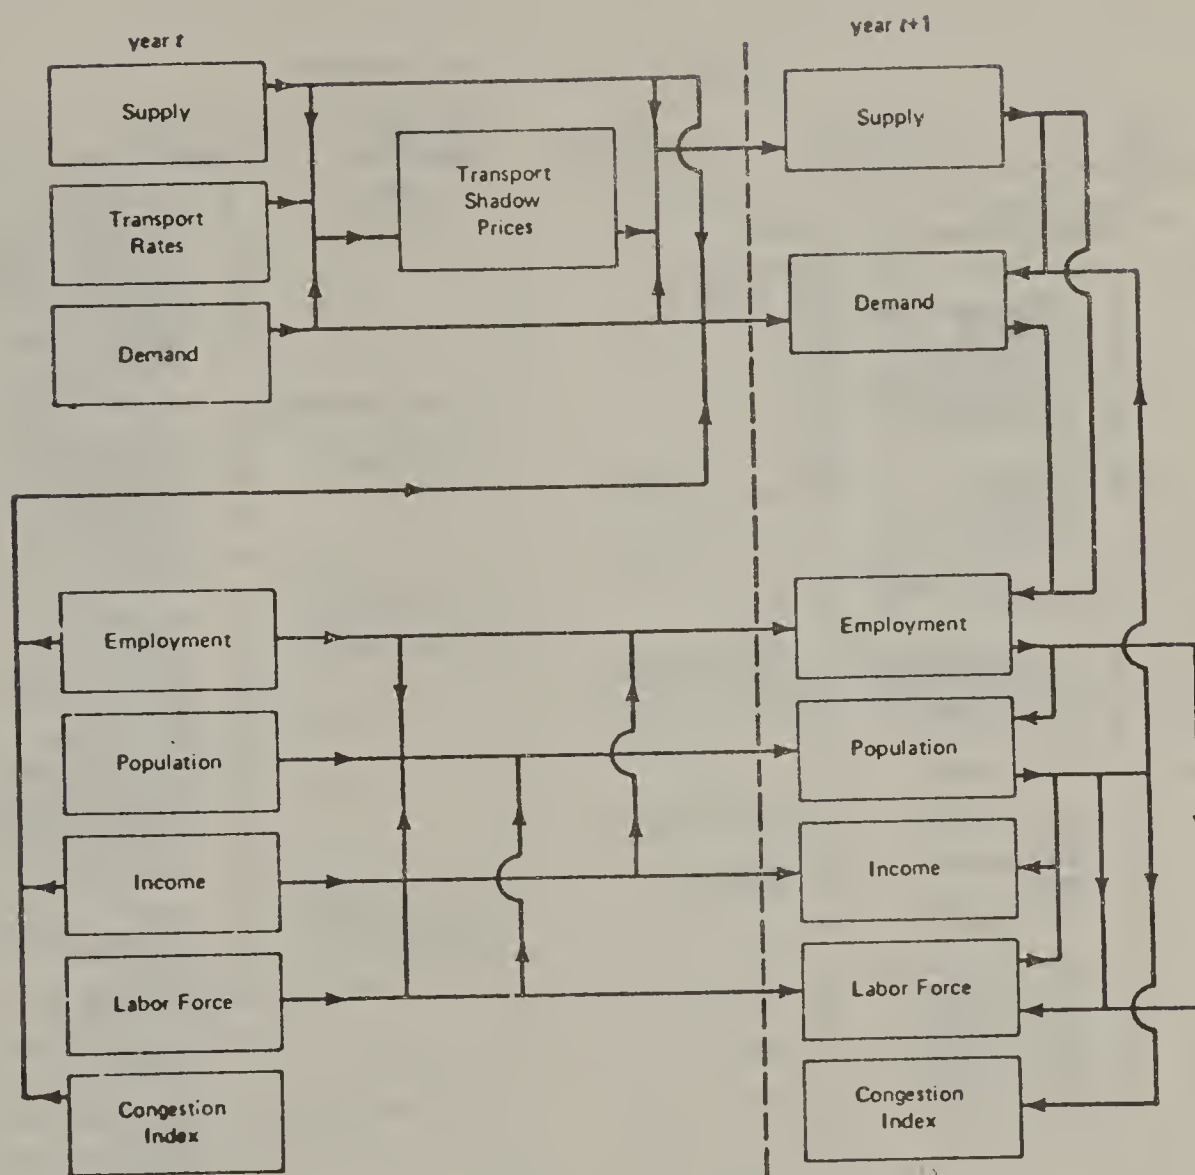 year t
year t+1
Supply
Supply
Transport
Rates
Transport
Shadow
Prices
Demand
Demand
Employment
Employment
Population
Population
Income
Income
Labor Force
Labor Force
Congestion
Index
Congestion
Index